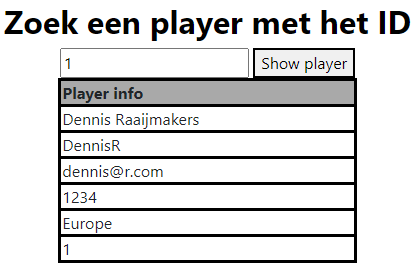 Zoek een player met het ID
1 Show player
Player info
Dennis Raaijmakers
DennisR
dennis@r.com
1234
Europe
1